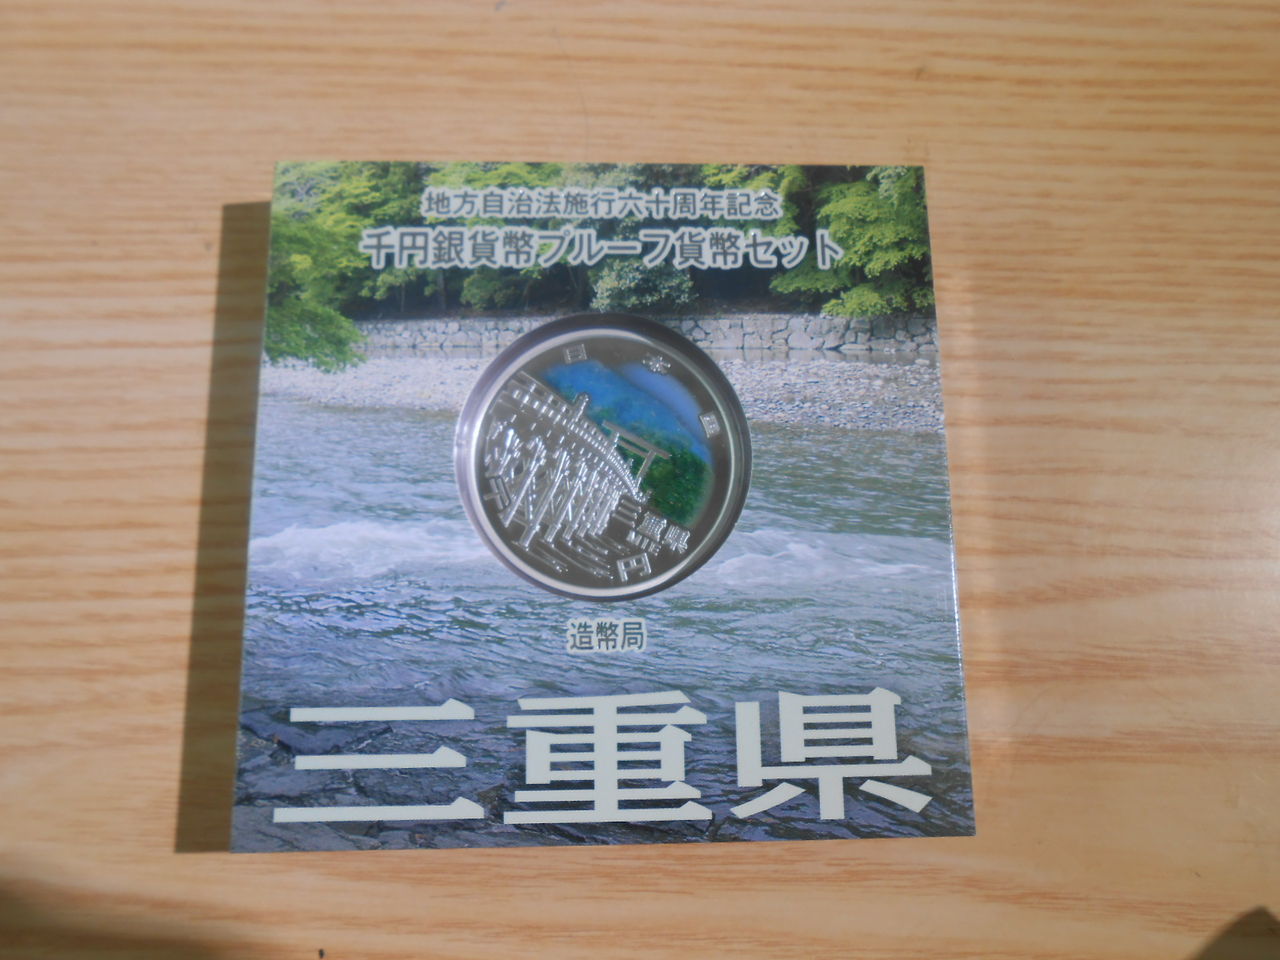 地方自治法施行六十周年記念
千円銀貨幣プルーフ貨幣セット
日本国
三重県
MIE
千円
造幣局
三重県